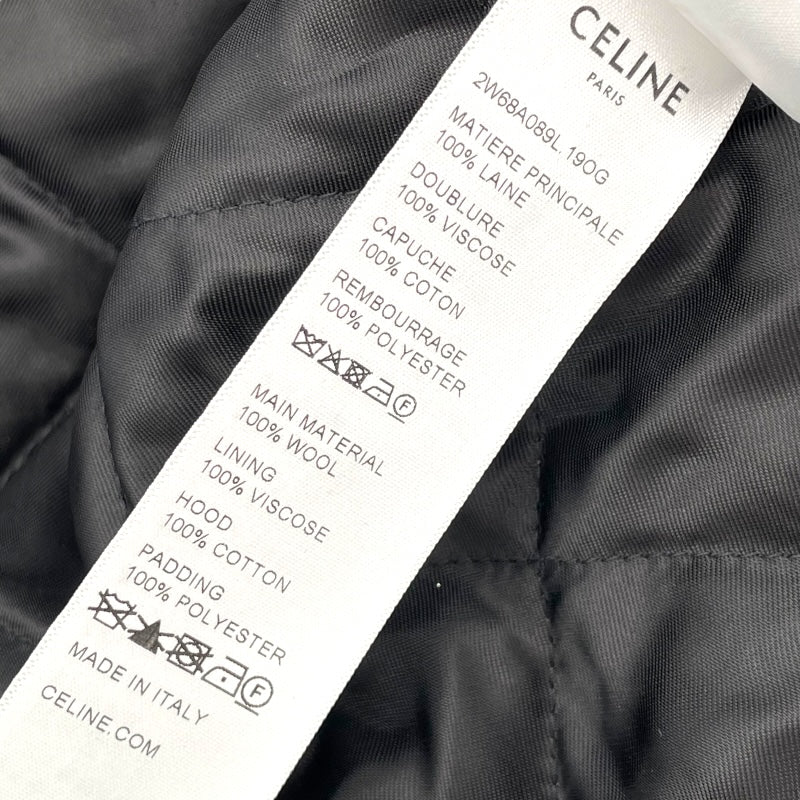 CELINE
PARIS
2W68A089L.19OG
MATIERE PRINCIPALE
100% LAINE
DOUBLURE
100% VISCOSE
CAPUCHE
100% COTON
REMBOURRAGE
100% POLYESTER
F
MAIN MATERIAL
100% WOOL
LINING
100% VISCOSE
HOOD
100% COTTON
PADDING
100% POLYESTER
F
MADE IN ITALY
CELINE.COM